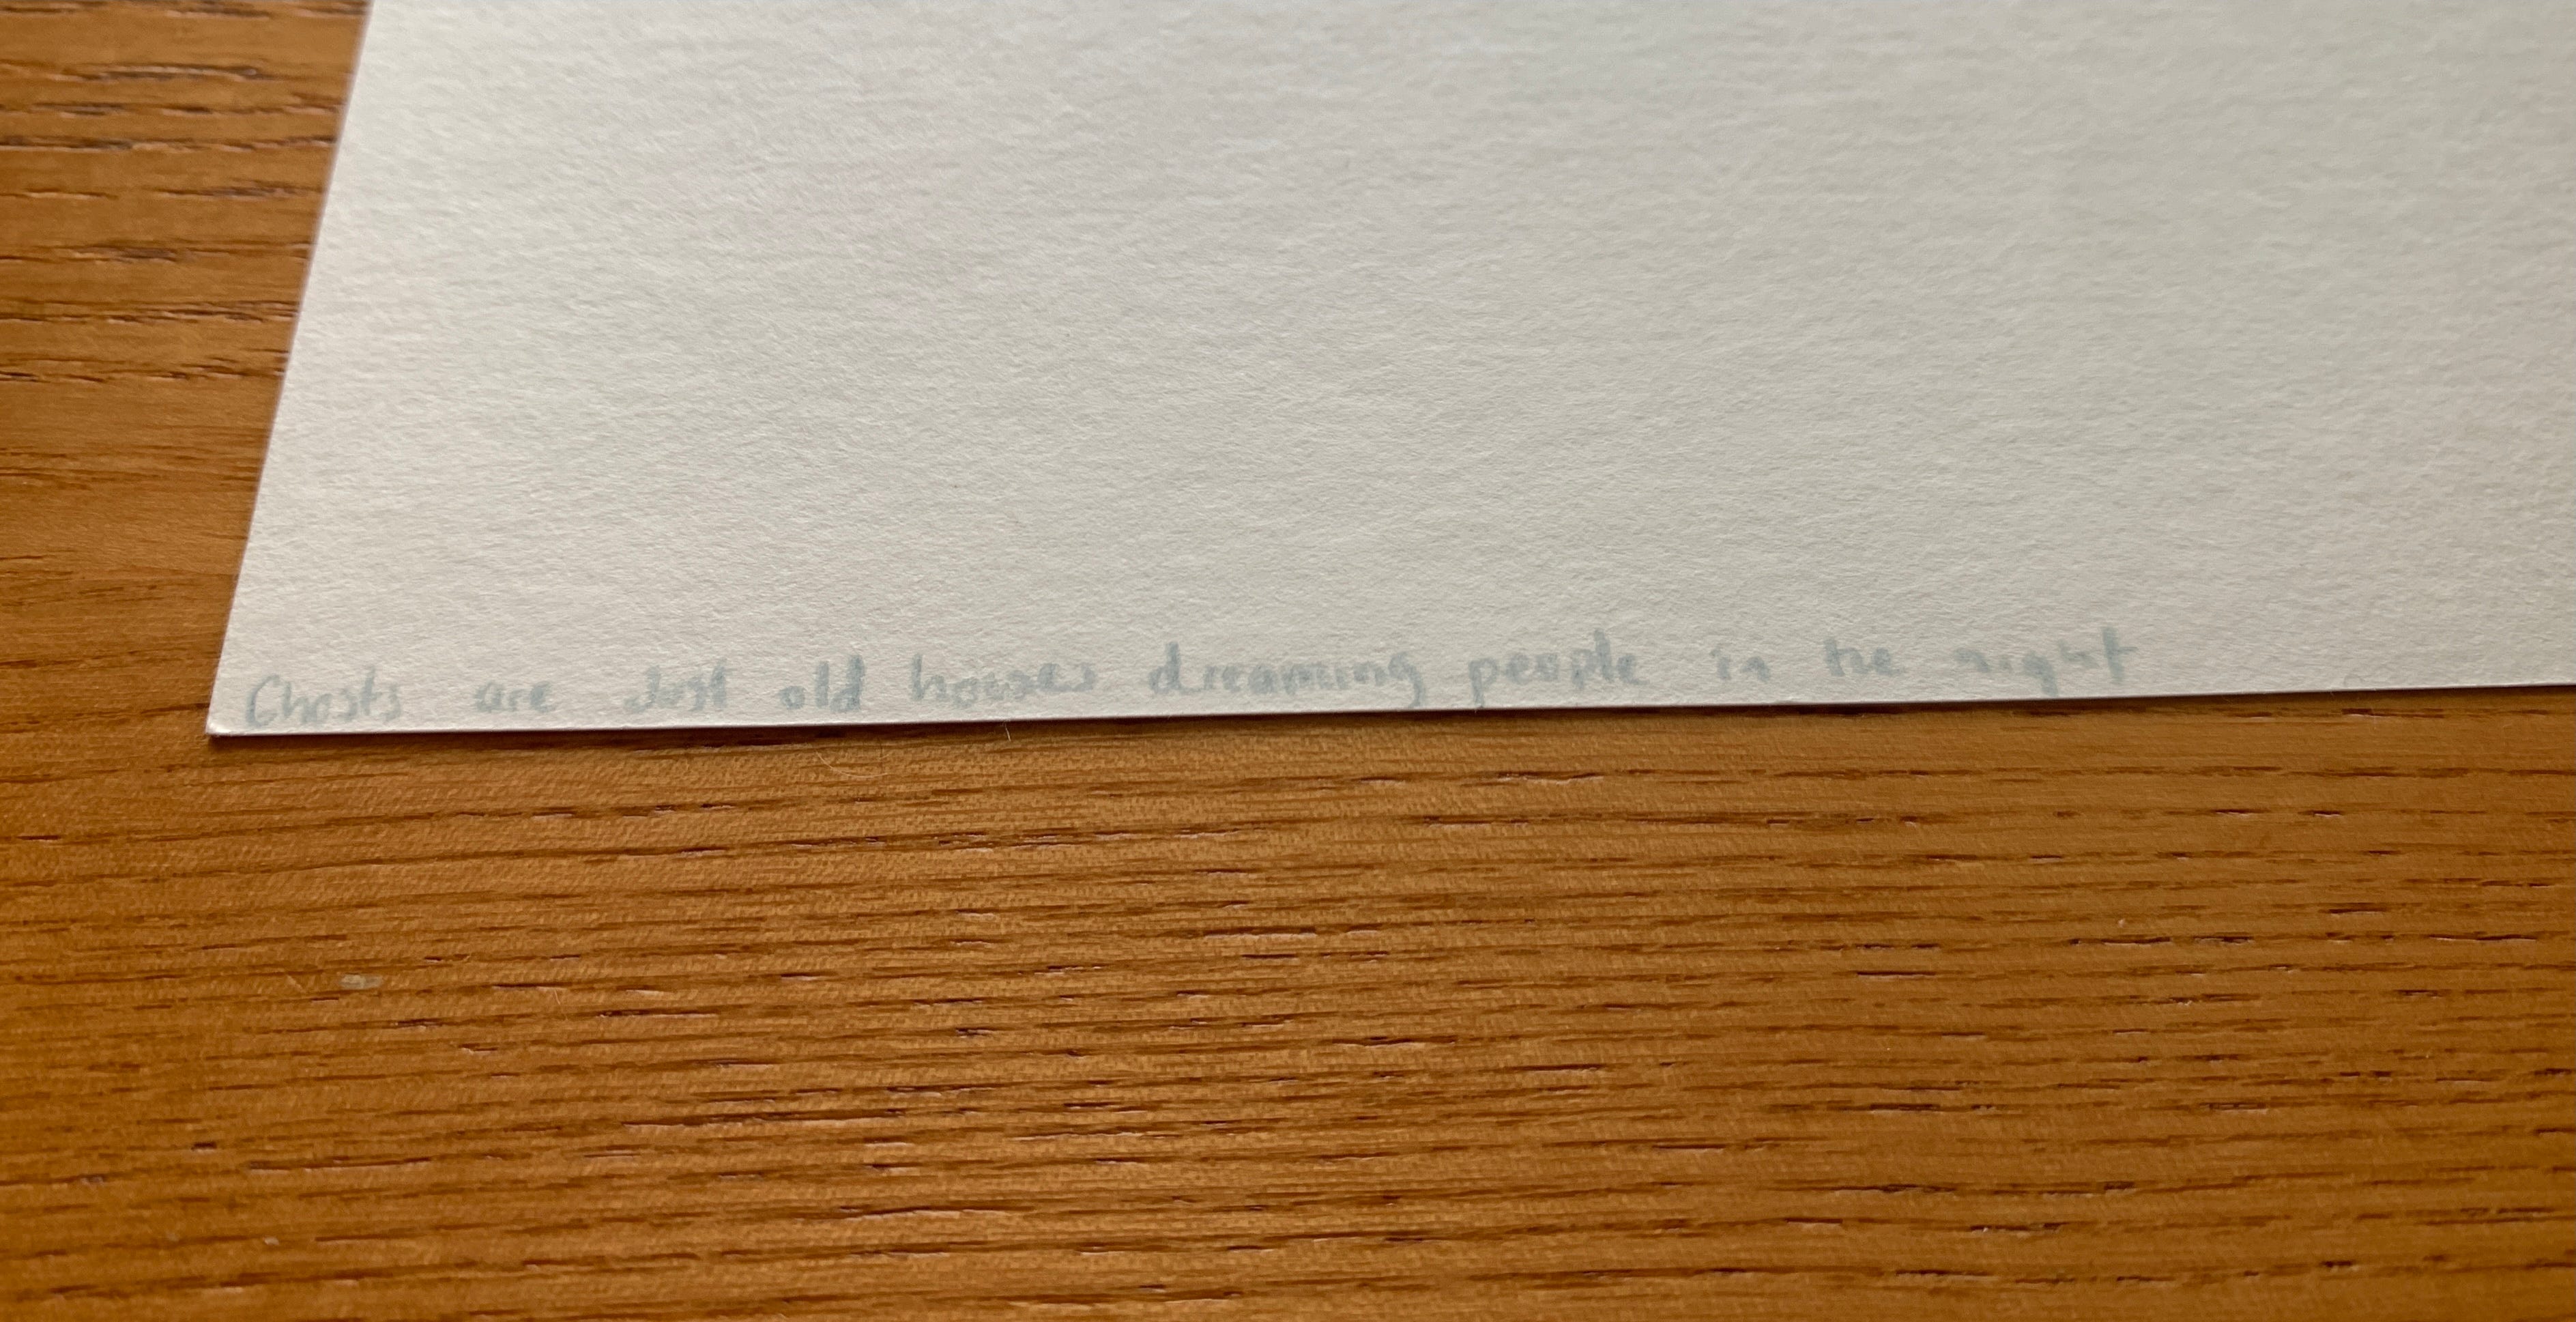 Ghosts are just old houses dreaming people in the night